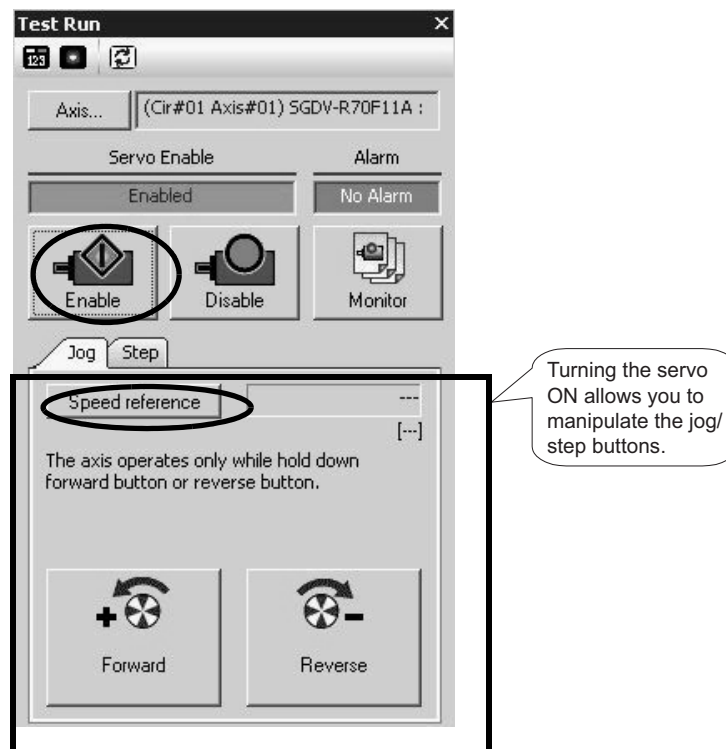 Test Run
123
Axis... (Cir#01 Axis#01) SGDV-R70F11A :
Servo Enable Alarm
Enabled No Alarm
Enable Disable Monitor
Jog Step
Speed reference ---
[---]
The axis operates only while hold down
forward button or reverse button.
Forward Reverse
Turning the servo
ON allows you to
manipulate the jog/
step buttons.